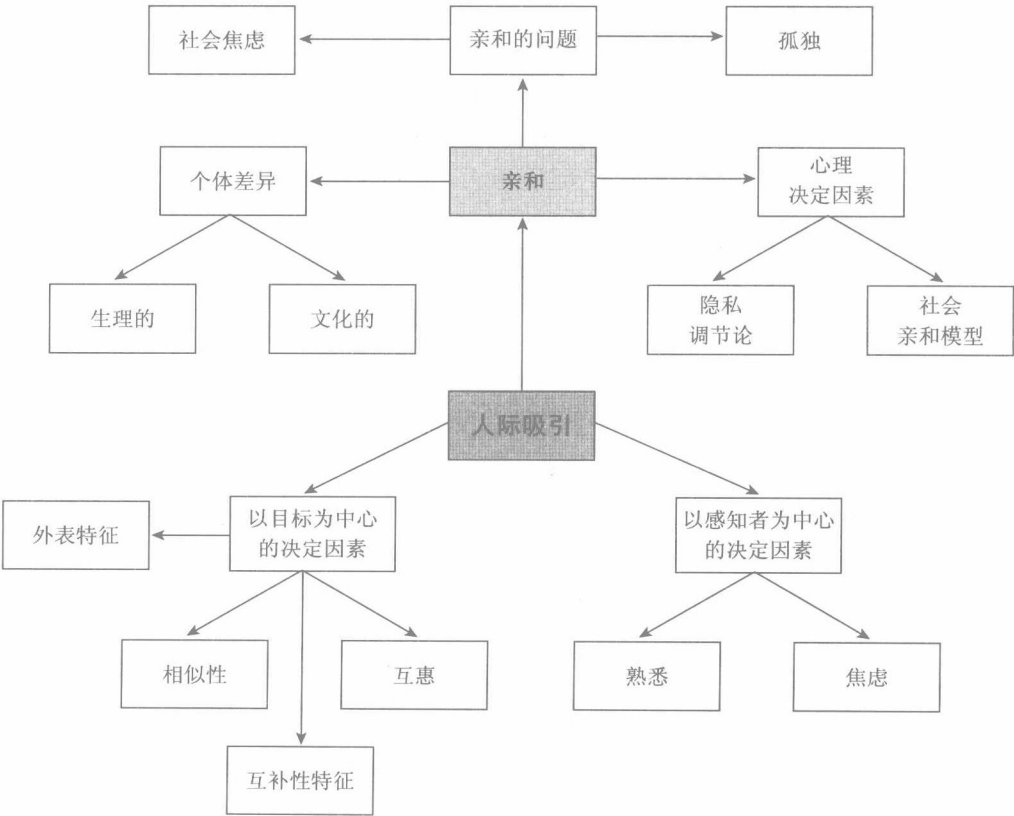 社会焦虑
亲和的问题
孤独
个体差异
亲和
心理
决定因素
生理的
文化的
隐私
调节论
社会
亲和模型
人际吸引
外表特征
以目标为中心
的决定因素
以感知者为中心
的决定因素
相似性
互惠
熟悉
焦虑
互补性特征